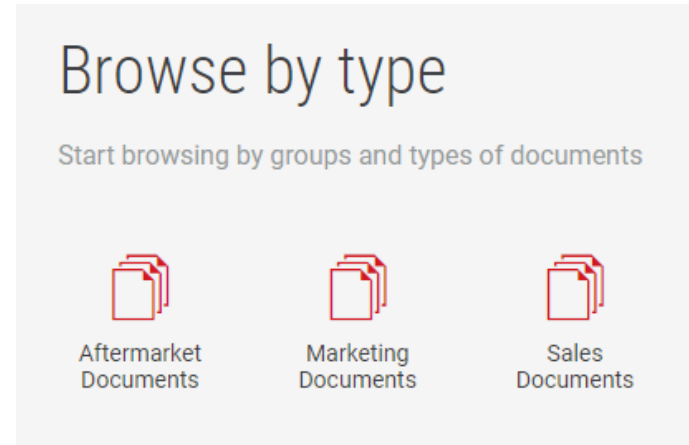 Browse by type
Start browsing by groups and types of documents
Aftermarket
Documents
Marketing
Documents
Sales
Documents